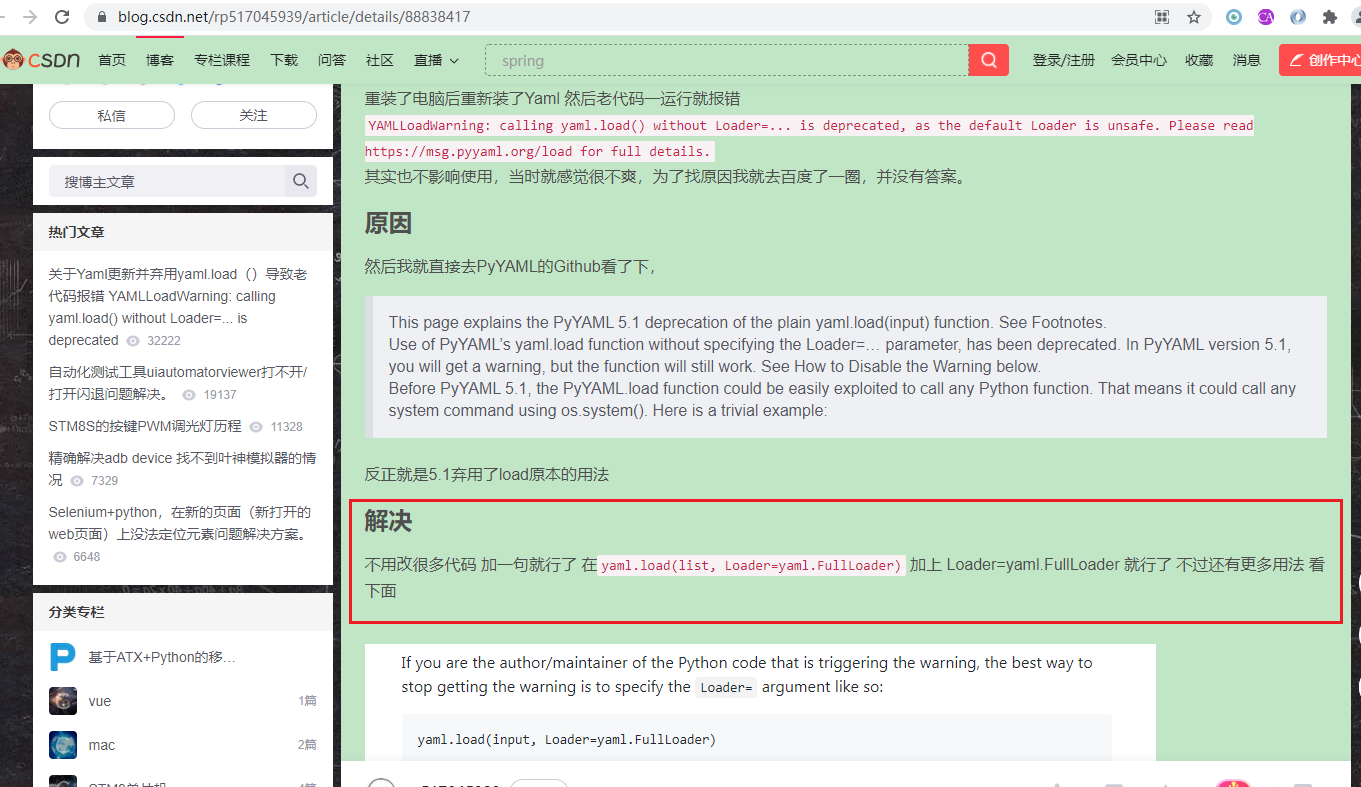 blog.csdn.net/rp517045939/article/details/88838417
CSDN 首页 博客 专栏课程 下载 问答 社区 直播 spring 登录/注册 会员中心 收藏 消息 创作中心
私信 关注
搜博主文章
热门文章
关于Yaml更新并弃用yaml.load（）导致老
代码报错 YAMLLoadWarning: calling
yaml.load() without Loader=... is
deprecated 32222
自动化测试工具uiautomatorviewer打不开/
打开闪退问题解决。 19137
STM8S的按键PWM调光灯历程 11328
精确解决adb device 找不到叶神模拟器的情
况 7329
Selenium+python，在新的页面（新打开的
web页面）上没法定位元素问题解决方案。
6648
分类专栏
基于ATX+Python的移…
vue 1篇
mac 2篇
重装了电脑后重新装了Yaml 然后老代码一运行就报错
YAMLLoadWarning: calling yaml.load() without Loader=... is deprecated, as the default Loader is unsafe. Please read
https://msg.pyyaml.org/load for full details.
其实也不影响使用，当时就感觉很不爽，为了找原因我就去百度了一圈，并没有答案。
原因
然后我就直接去PyYAML的Github看了下，
This page explains the PyYAML 5.1 deprecation of the plain yaml.load(input) function. See Footnotes.
Use of PyYAML’s yaml.load function without specifying the Loader=… parameter, has been deprecated. In PyYAML version 5.1,
you will get a warning, but the function will still work. See How to Disable the Warning below.
Before PyYAML 5.1, the PyYAML.load function could be easily exploited to call any Python function. That means it could call any
system command using os.system(). Here is a trivial example:
反正就是5.1弃用了load原本的用法
解决
不用改很多代码 加一句就行了 在yaml.load(list, Loader=yaml.FullLoader) 加上 Loader=yaml.FullLoader 就行了 不过还有更多用法 看
下面
If you are the author/maintainer of the Python code that is triggering the warning, the best way to
stop getting the warning is to specify the Loader= argument like so:
yaml.load(input, Loader=yaml.FullLoader)